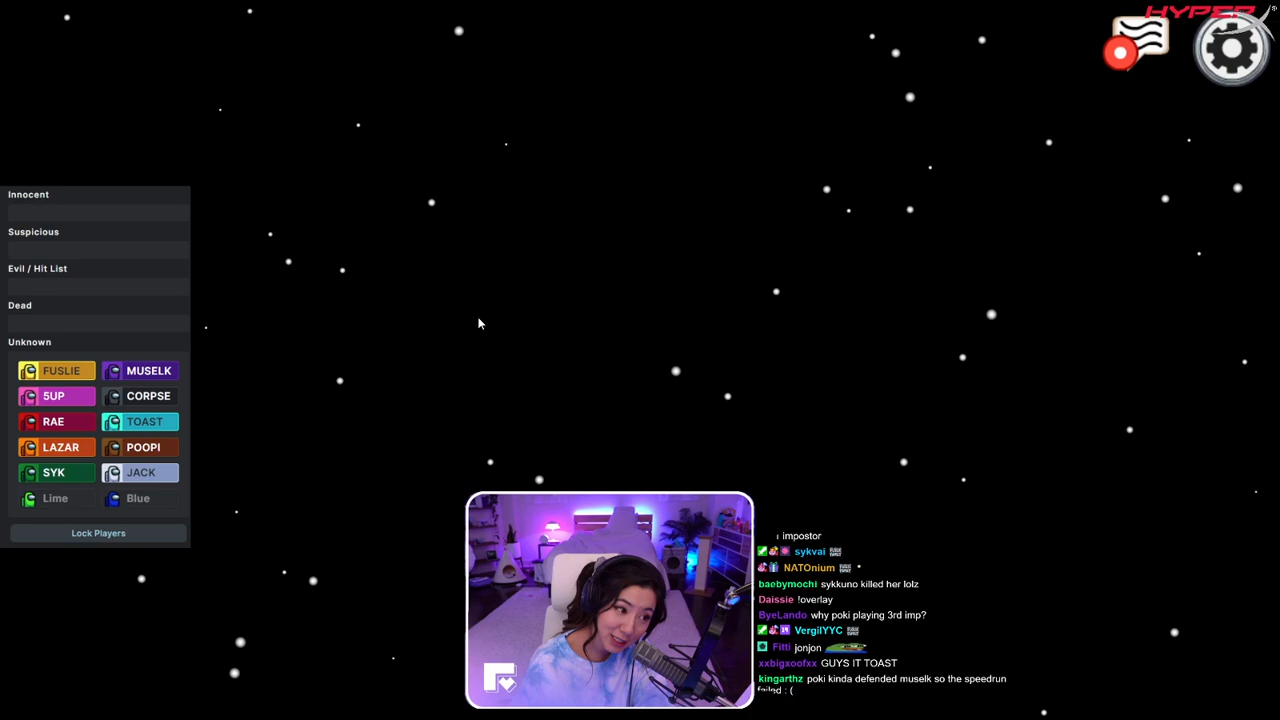 HYPERX
Innocent
Suspicious
Evil / Hit List
Dead
Unknown
FUSLIE MUSELK
5UP CORPSE
RAE TOAST
LAZAR POOPI
SYK JACK
Lime Blue
Lock Players
impostor
sykvai
NATOnium
baebymochi sykkuno killed her lolz
Daissie !overlay
ByeLando why poki playing 3rd imp?
VergilYYC
Fitti jonjon
xxbigxoofxx GUYS IT TOAST
kingarthz poki kinda defended muselk so the speedrun
failed : (